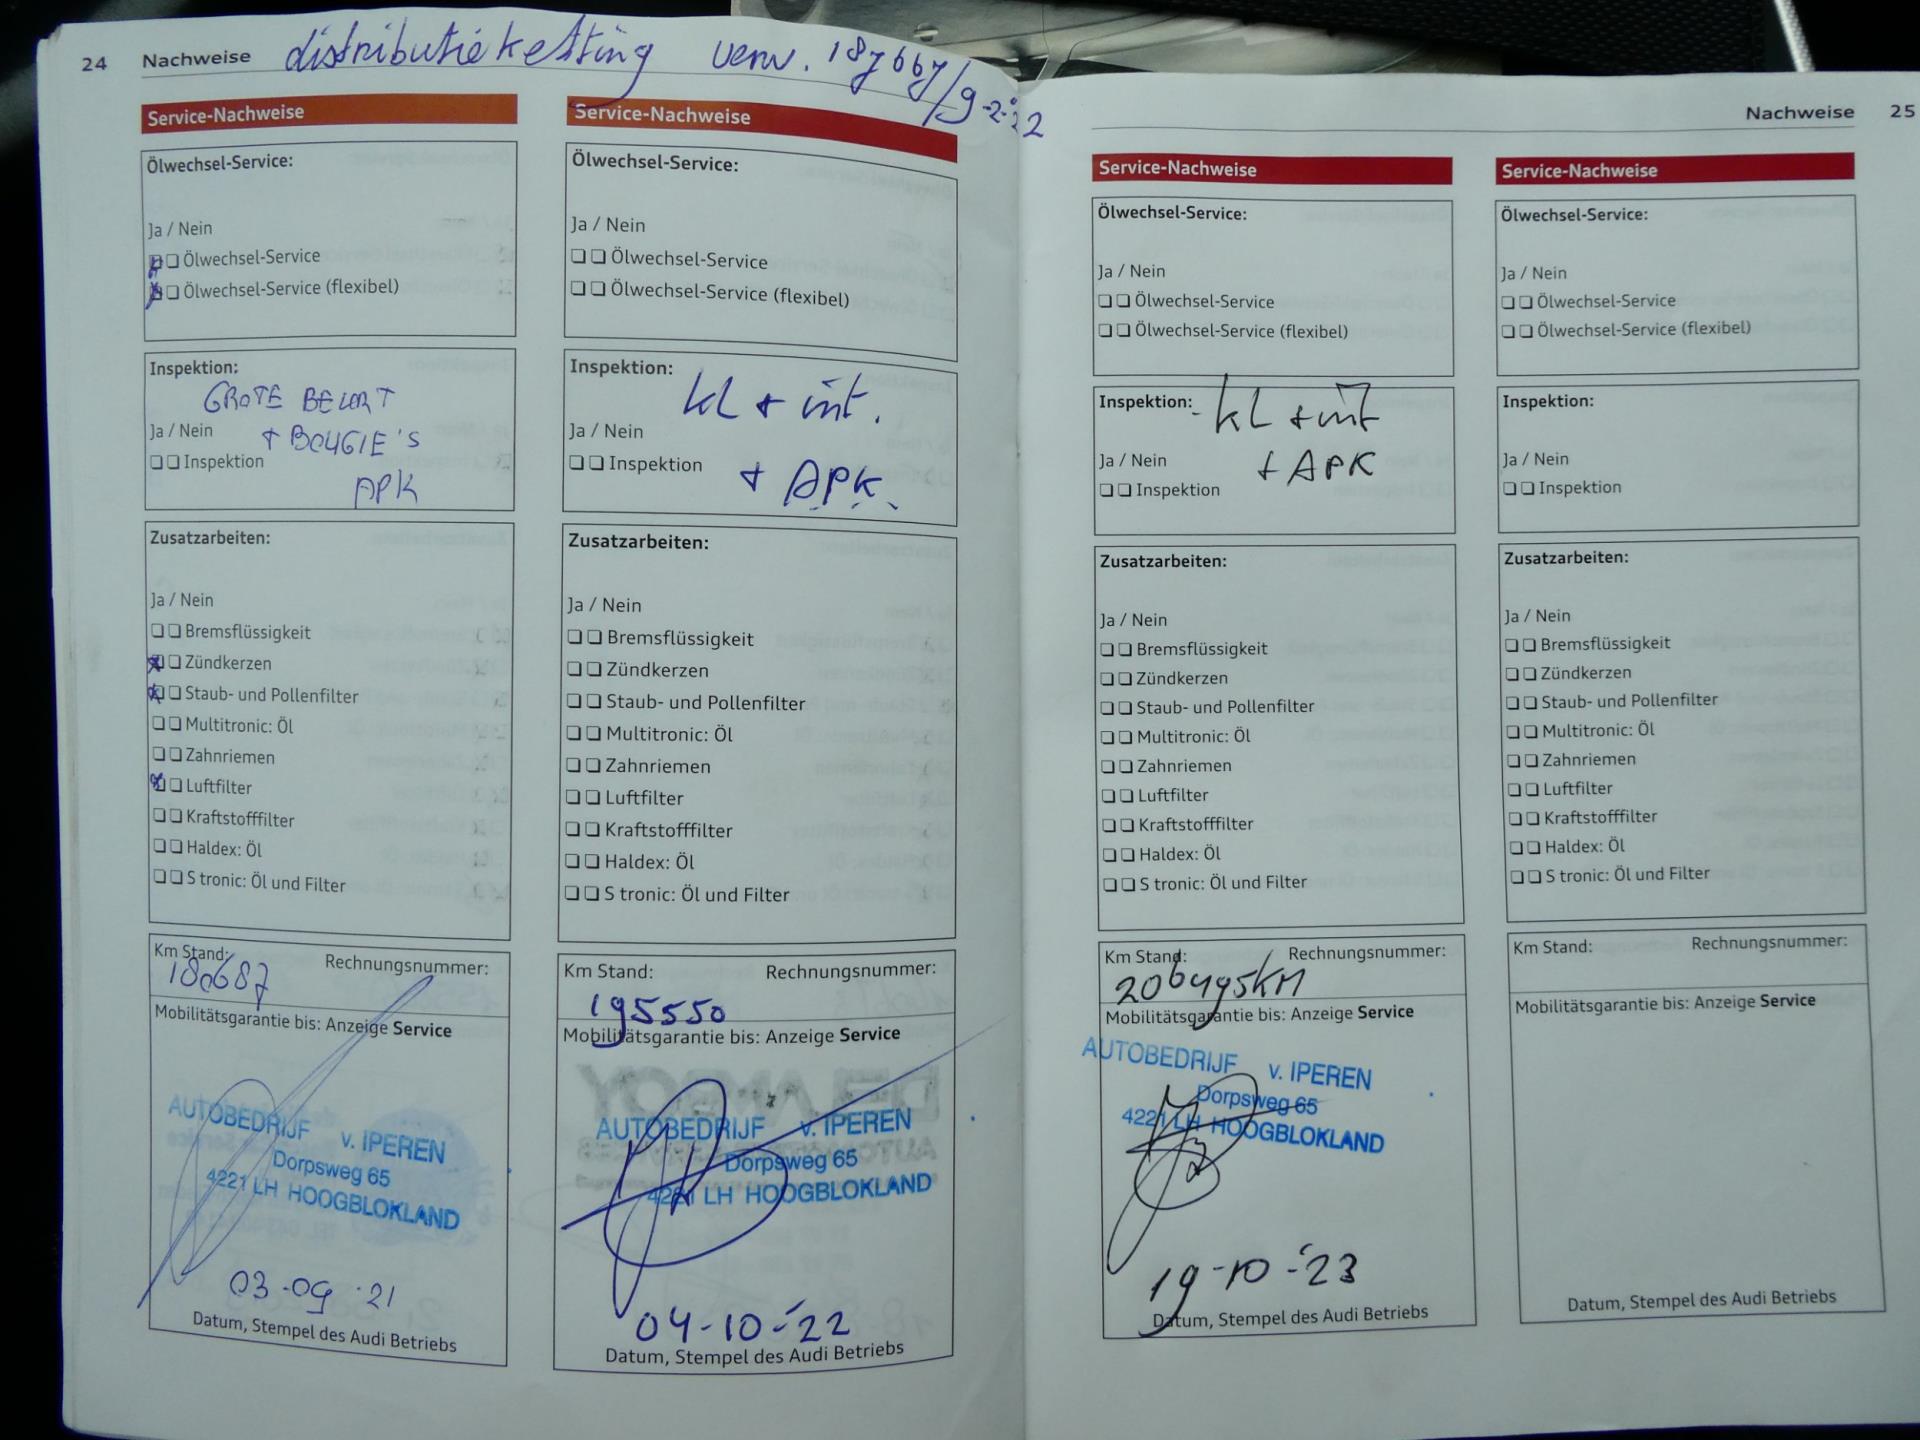 24 Nachweise distributieketting verv. 187667/9-2-'22
Service-Nachweise
Ölwechsel-Service:
Ja / Nein
Ölwechsel-Service
Ölwechsel-Service (flexibel)
Inspektion:
GROTE BEURT
Ja / Nein + BOUGIE'S
Inspektion
APK
Zusatzarbeiten:
Ja / Nein
Bremsflüssigkeit
Zündkerzen
Staub- und Pollenfilter
Multitronic: Öl
Zahnriemen
Luftfilter
Kraftstofffilter
Haldex: Öl
S tronic: Öl und Filter
Km Stand: Rechnungsnummer:
180687
Mobilitätsgarantie bis: Anzeige Service
AUTOBEDRIJF v. IPEREN
Dorpsweg 65
4221 LH HOOGBLOKLAND
03-09-21
Datum, Stempel des Audi Betriebs
Service-Nachweise
Ölwechsel-Service:
Ja / Nein
Ölwechsel-Service
Ölwechsel-Service (flexibel)
Inspektion:
kl + int.
Ja / Nein
Inspektion + APK.
Zusatzarbeiten:
Ja / Nein
Bremsflüssigkeit
Zündkerzen
Staub- und Pollenfilter
Multitronic: Öl
Zahnriemen
Luftfilter
Kraftstofffilter
Haldex: Öl
S tronic: Öl und Filter
Km Stand: Rechnungsnummer:
195550
Mobilitätsgarantie bis: Anzeige Service
AUTOBEDRIJF v. IPEREN
Dorpsweg 65
4221 LH HOOGBLOKLAND
04-10-'22
Datum, Stempel des Audi Betriebs
Nachweise 25
Service-Nachweise
Ölwechsel-Service:
Ja / Nein
Ölwechsel-Service
Ölwechsel-Service (flexibel)
Inspektion: kl + int
Ja / Nein + APK
Inspektion
Zusatzarbeiten:
Ja / Nein
Bremsflüssigkeit
Zündkerzen
Staub- und Pollenfilter
Multitronic: Öl
Zahnriemen
Luftfilter
Kraftstofffilter
Haldex: Öl
S tronic: Öl und Filter
Km Stand: Rechnungsnummer:
206495KM
Mobilitätsgarantie bis: Anzeige Service
AUTOBEDRIJF v. IPEREN
Dorpsweg 65
4221 LH HOOGBLOKLAND
19-10-'23
Datum, Stempel des Audi Betriebs
Service-Nachweise
Ölwechsel-Service:
Ja / Nein
Ölwechsel-Service
Ölwechsel-Service (flexibel)
Inspektion:
Ja / Nein
Inspektion
Zusatzarbeiten:
Ja / Nein
Bremsflüssigkeit
Zündkerzen
Staub- und Pollenfilter
Multitronic: Öl
Zahnriemen
Luftfilter
Kraftstofffilter
Haldex: Öl
S tronic: Öl und Filter
Km Stand: Rechnungsnummer:
Mobilitätsgarantie bis: Anzeige Service
Datum, Stempel des Audi Betriebs